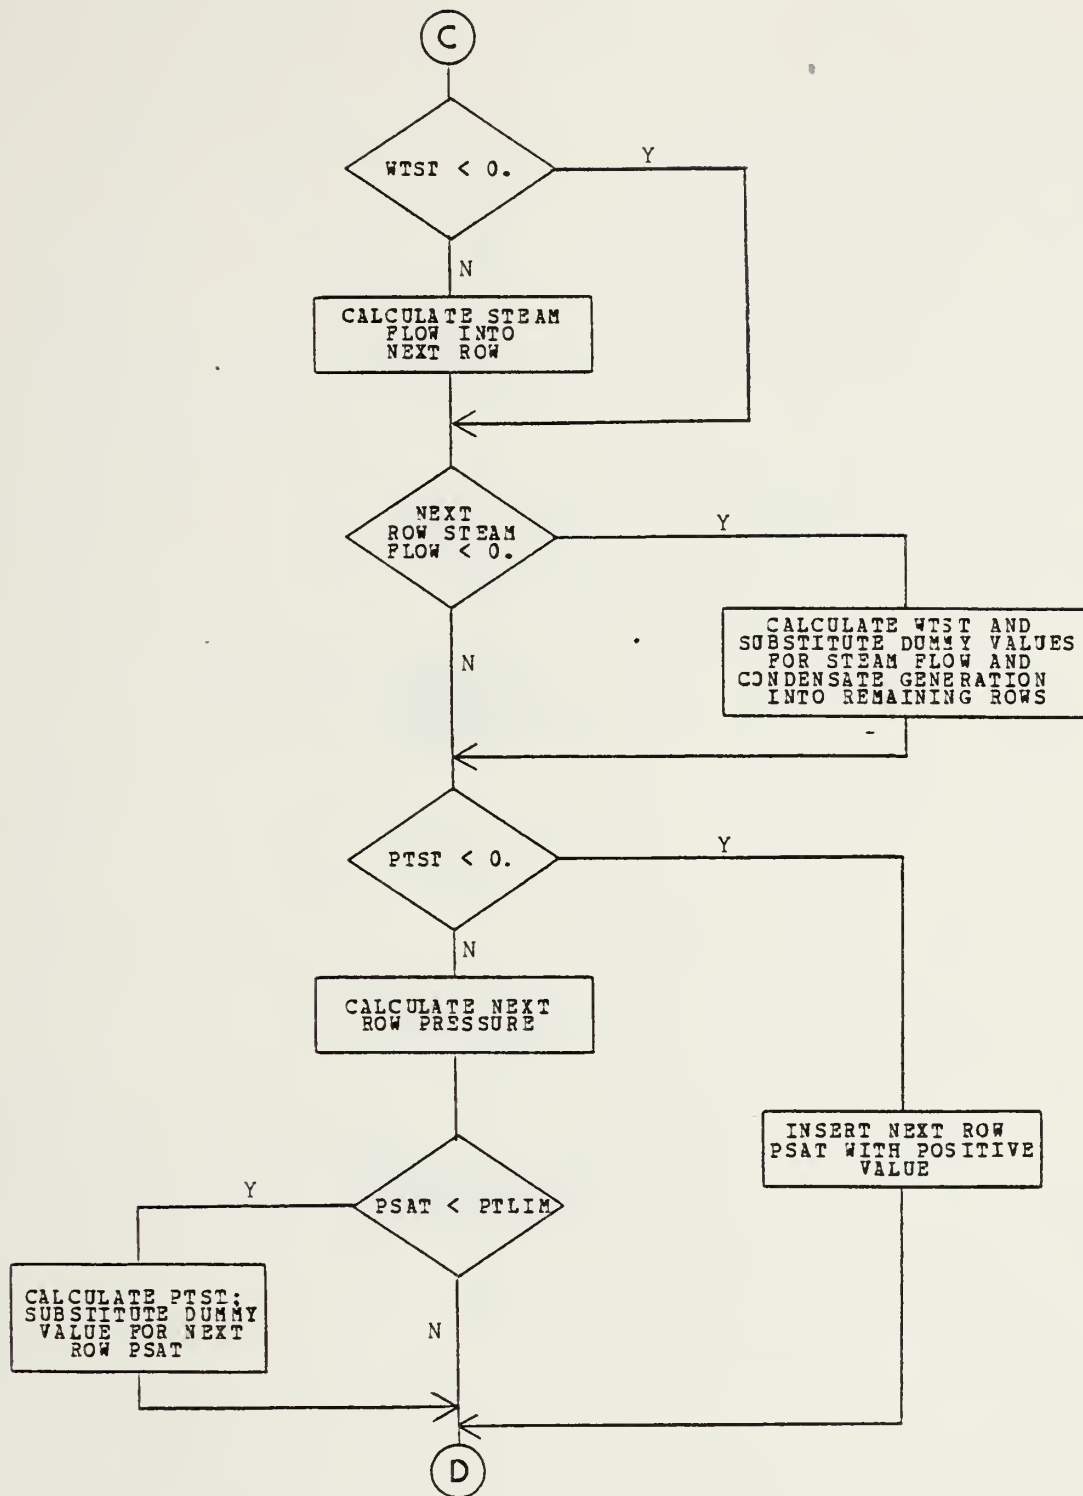 C
WTST < 0.
Y
N
CALCULATE STEAM
FLOW INTO
NEXT ROW
NEXT
ROW STEAM
FLOW < 0.
Y
N
CALCULATE WTST AND
SUBSTITUTE DUMMY VALUES
FOR STEAM FLOW AND
CONDENSATE GENERATION
INTO REMAINING ROWS
PTST < 0.
Y
N
CALCULATE NEXT
ROW PRESSURE
INSERT NEXT ROW
PSAT WITH POSITIVE
VALUE
PSAT < PTLIM
Y
N
CALCULATE PTST;
SUBSTITUTE DUMMY
VALUE FOR NEXT
ROW PSAT
D